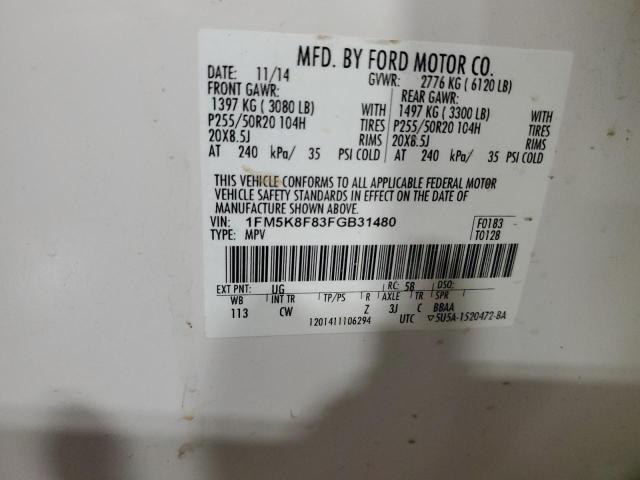 MFD. BY FORD MOTOR CO.
DATE: 11/14 GVWR: 2776 KG ( 6120 LB)
FRONT GAWR: REAR GAWR:
1397 KG ( 3080 LB) WITH 1497 KG ( 3300 LB) WITH
P255/50R20 104H TIRES P255/50R20 104H TIRES
20X8.5J RIMS 20X8.5J RIMS
AT 240 kPa/ 35 PSI COLD AT 240 kPa/ 35 PSI COLD
THIS VEHICLE CONFORMS TO ALL APPLICABLE FEDERAL MOTOR
VEHICLE SAFETY STANDARDS IN EFFECT ON THE DATE OF
MANUFACTURE SHOWN ABOVE.
VIN: 1FM5K8F83FGB31480 F0183
TYPE: MPV T0128
EXT PNT: UG RC: 58 DSO:
WB INT TR TP/PS R AXLE TR SPR
113 CW Z 3J C BBAA
1201411106294 UTC ▽5U5A-1520472-BA